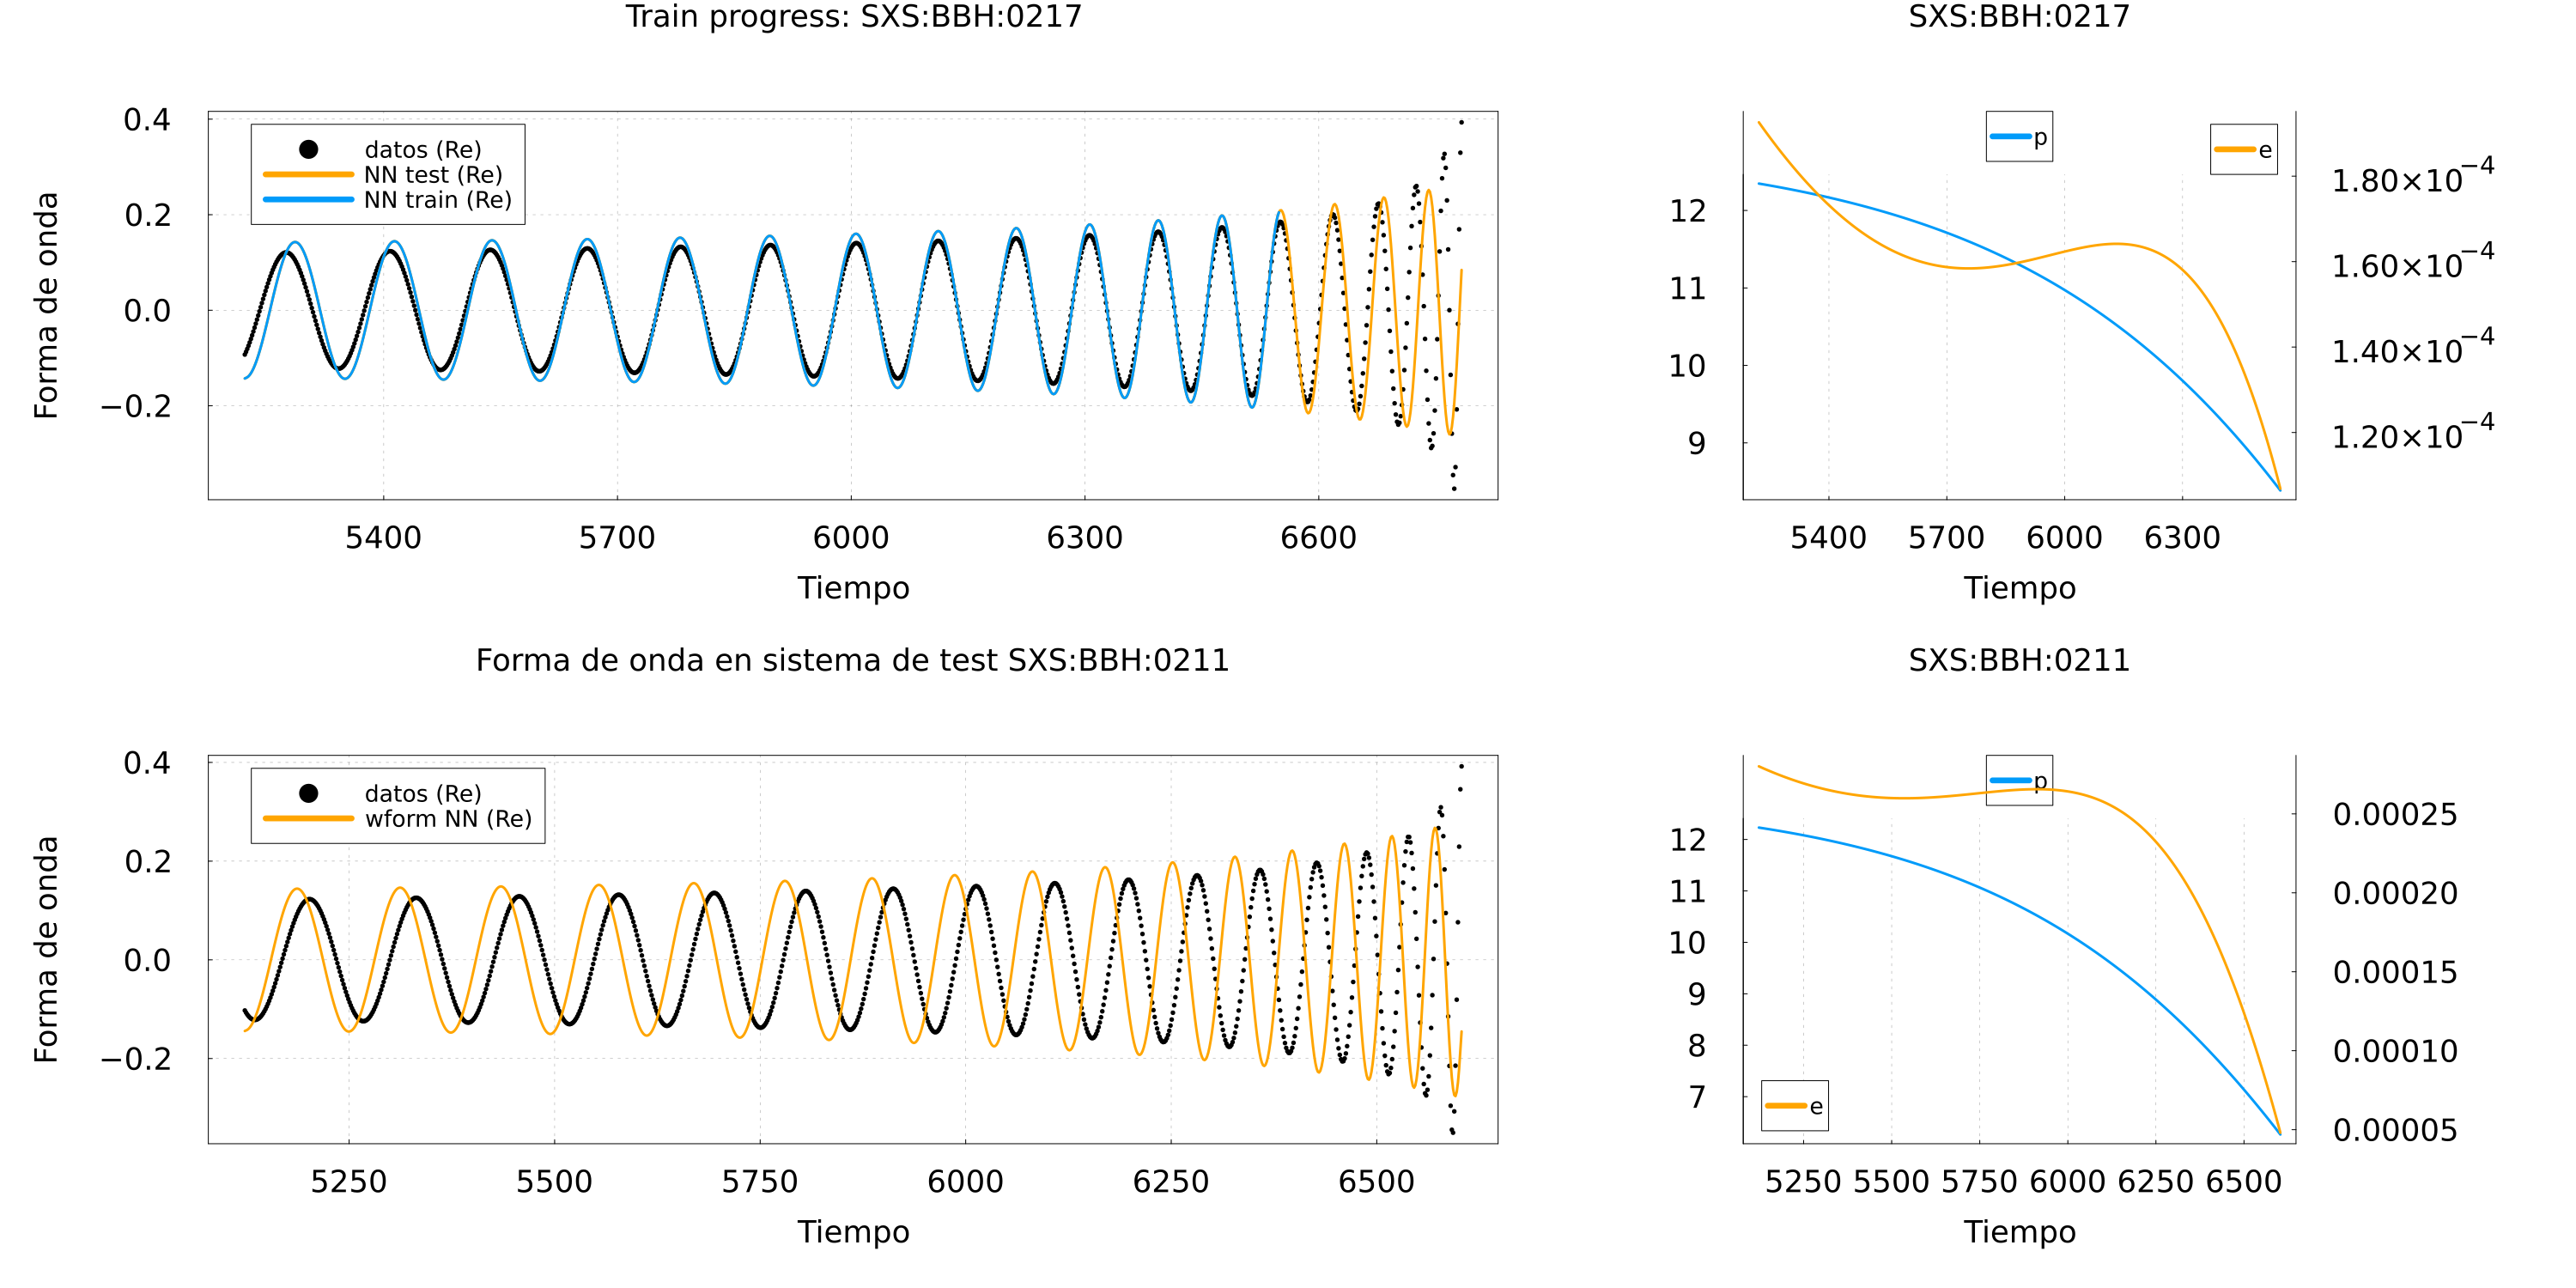 Train progress: SXS:BBH:0217
0.4
0.2
0.0
−0.2
Forma de onda
datos (Re)
NN test (Re)
NN train (Re)
5400 5700 6000 6300 6600
Tiempo
SXS:BBH:0217
p
e
12
11
10
9
1.80×10⁻⁴
1.60×10⁻⁴
1.40×10⁻⁴
1.20×10⁻⁴
5400 5700 6000 6300
Tiempo
Forma de onda en sistema de test SXS:BBH:0211
0.4
0.2
0.0
−0.2
Forma de onda
datos (Re)
wform NN (Re)
5250 5500 5750 6000 6250 6500
Tiempo
SXS:BBH:0211
p
e
12
11
10
9
8
7
0.00025
0.00020
0.00015
0.00010
0.00005
5250 5500 5750 6000 6250 6500
Tiempo